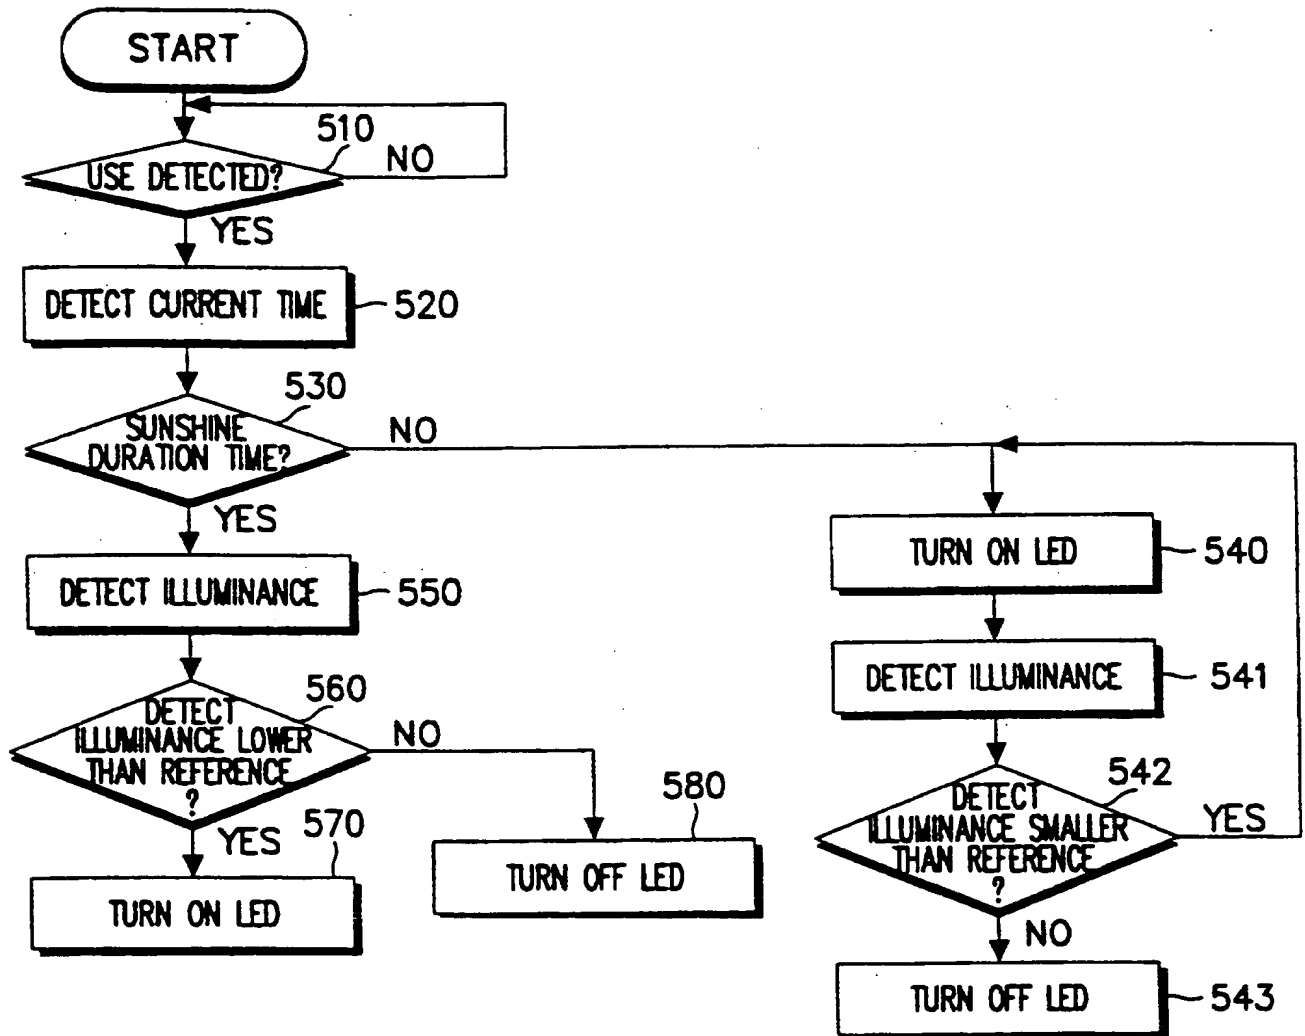 START
510
NO
USE DETECTED?
YES
DETECT CURRENT TIME
520
530
SUNSHINE
DURATION TIME?
NO
YES
DETECT ILLUMINANCE
550
560
DETECT
ILLUMINANCE LOWER
THAN REFERENCE
?
NO
YES
570
TURN ON LED
580
TURN OFF LED
TURN ON LED
540
DETECT ILLUMINANCE
541
542
DETECT
ILLUMINANCE SMALLER
THAN REFERENCE
?
YES
NO
TURN OFF LED
543